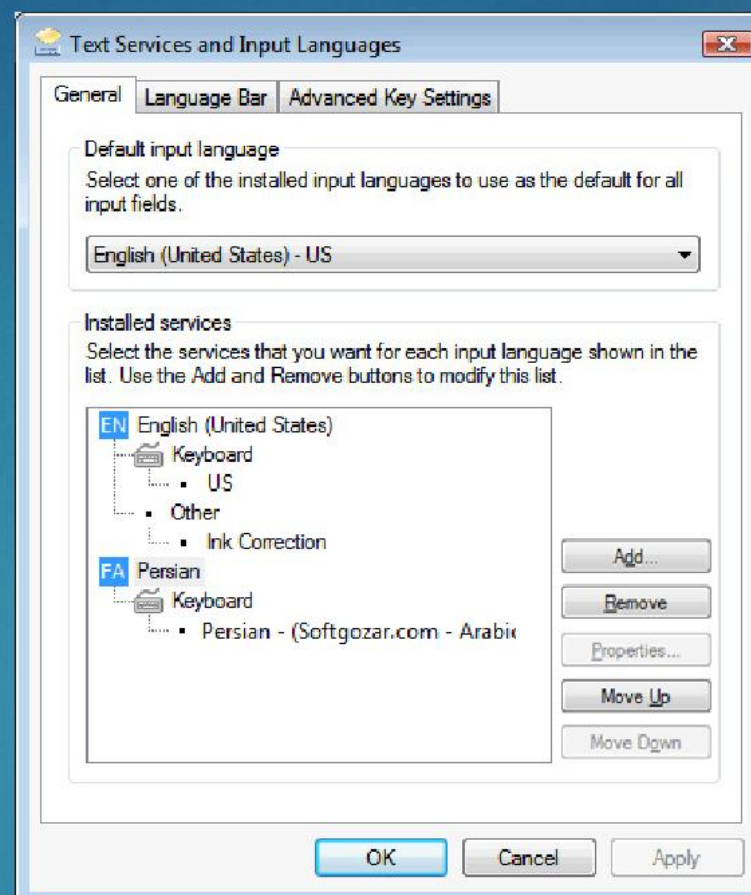 Text Services and Input Languages
General
Language Bar
Advanced Key Settings
Default input language
Select one of the installed input languages to use as the default for all
input fields.
English (United States) - US
Installed services
Select the services that you want for each input language shown in the
list. Use the Add and Remove buttons to modify this list.
EN English (United States)
Keyboard
US
Other
Ink Correction
FA Persian
Keyboard
Persian - (Softgozar.com - Arabic
Add...
Remove
Properties...
Move Up
Move Down
OK
Cancel
Apply